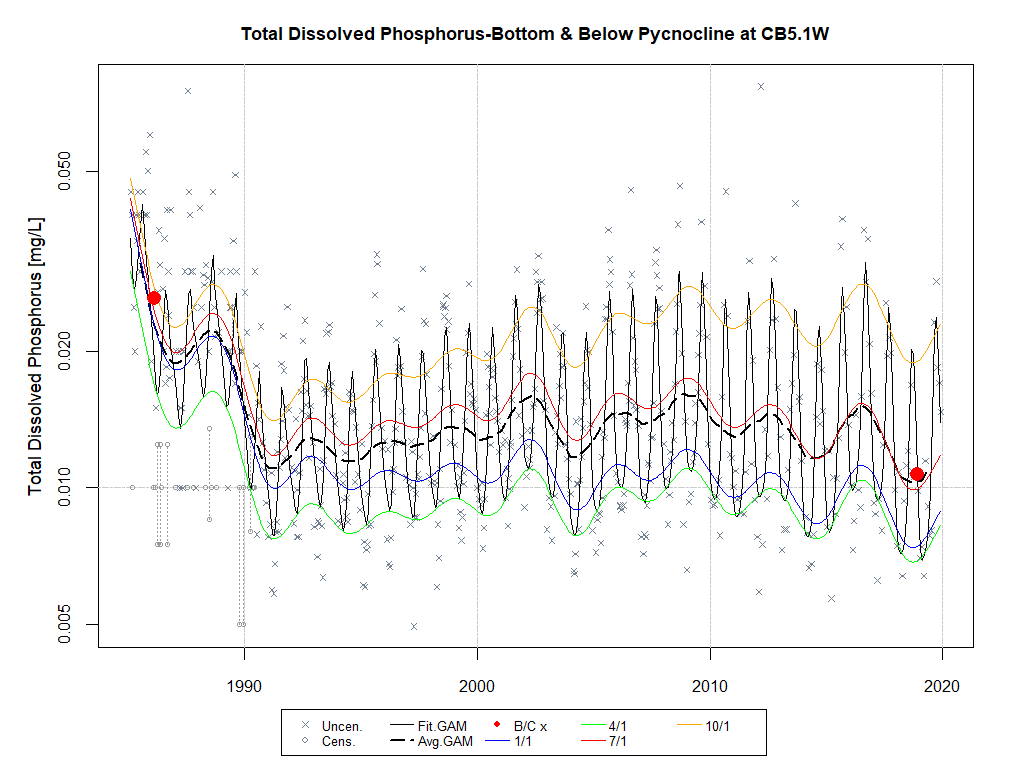 Total Dissolved Phosphorus-Bottom & Below Pycnocline at CB5.1W
Total Dissolved Phosphorus [mg/L]
0.050
0.020
0.010
0.005
1990 2000 2010 2020
Uncen. Fit.GAM B/C x 4/1 10/1
Cens. Avg.GAM 1/1 7/1